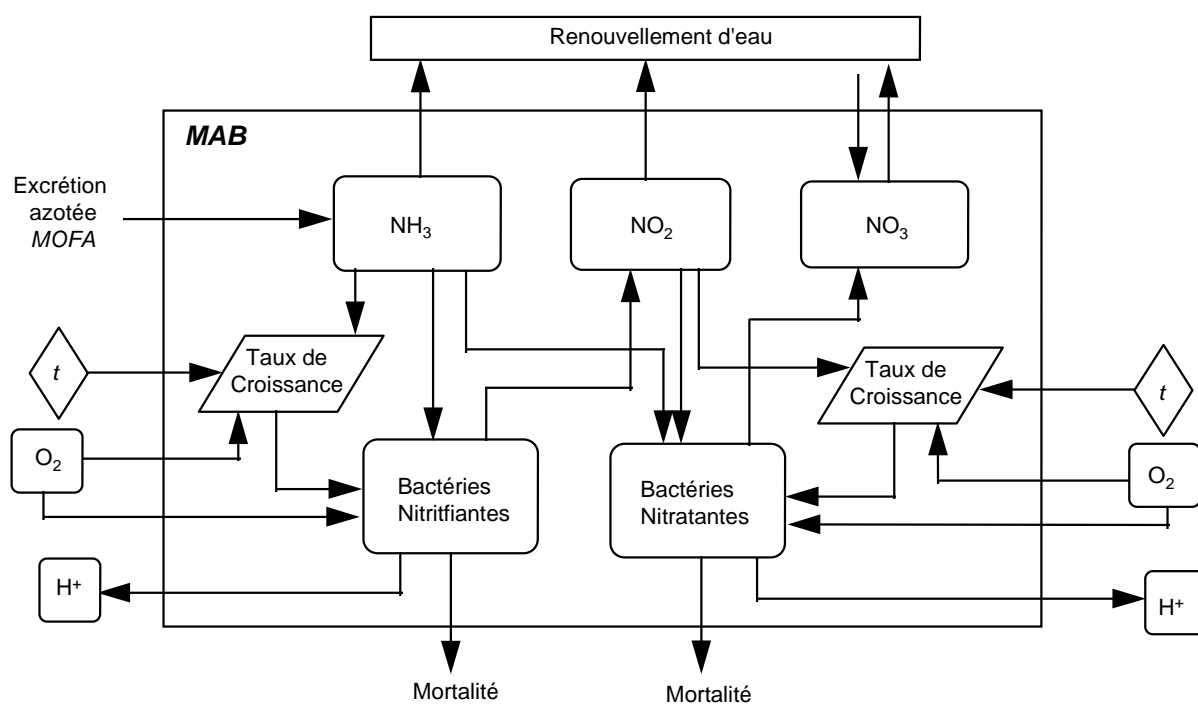 Renouvellement d'eau
MAB
Excrétion
azotée
MOFA
NH₃
NO₂
NO₃
t
Taux de
Croissance
Taux de
Croissance
t
O₂
Bactéries
Nitritfiantes
Bactéries
Nitratantes
O₂
H⁺
H⁺
Mortalité
Mortalité